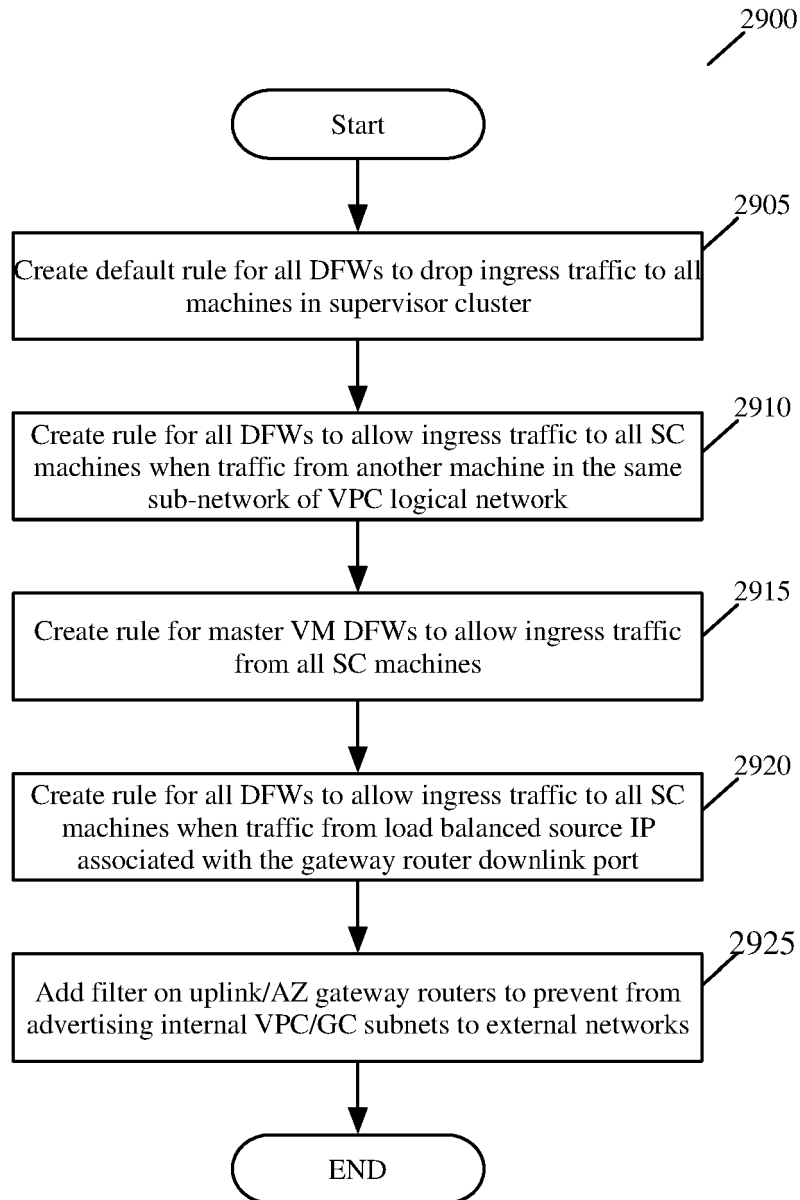 2900
Start
2905
Create default rule for all DFWs to drop ingress traffic to all
machines in supervisor cluster
2910
Create rule for all DFWs to allow ingress traffic to all SC
machines when traffic from another machine in the same
sub-network of VPC logical network
2915
Create rule for master VM DFWs to allow ingress traffic
from all SC machines
2920
Create rule for all DFWs to allow ingress traffic to all SC
machines when traffic from load balanced source IP
associated with the gateway router downlink port
2925
Add filter on uplink/AZ gateway routers to prevent from
advertising internal VPC/GC subnets to external networks
END